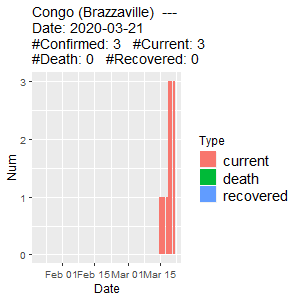 Congo (Brazzaville)  ---
Date: 2020-03-21
#Confirmed: 3   #Current: 3
#Death: 0   #Recovered: 0
Num
3
2
1
0
Feb 01 Feb 15 Mar 01 Mar 15
Date
Type
current
death
recovered